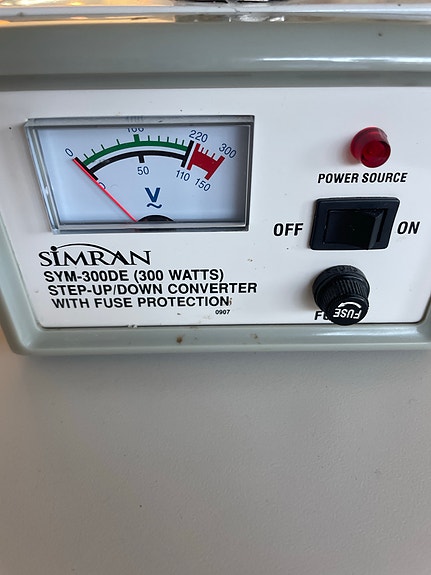 0 100 220 300
0 50 110 150
V
~
POWER SOURCE
OFF ON
SIMRAN
SYM-300DE (300 WATTS)
STEP-UP/DOWN CONVERTER
WITH FUSE PROTECTION
0907
FUSE